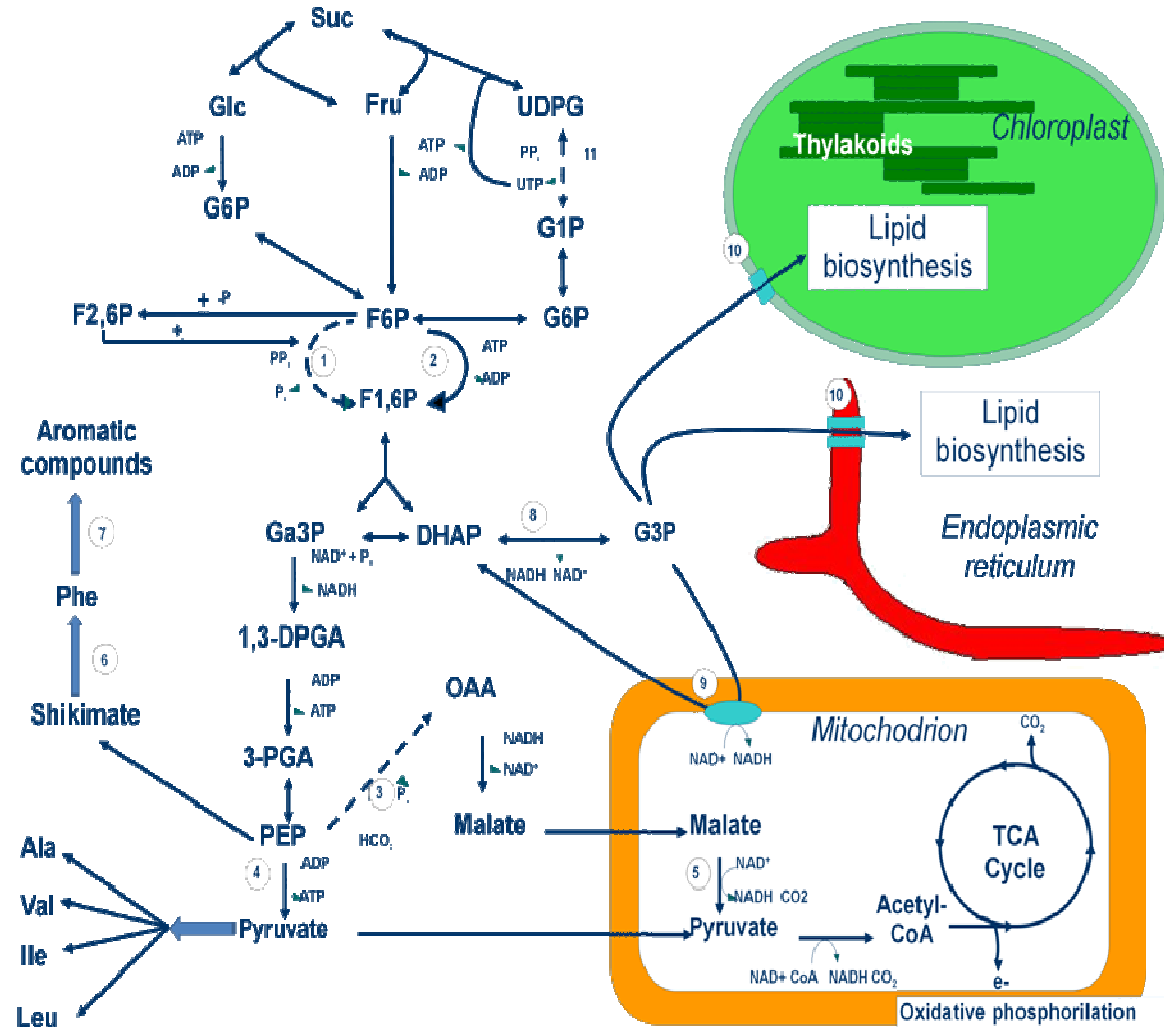 Suc
Glc
Fru
UDPG
ATP
ADP
ATP
ADP
PPi
UTP
11
G6P
G1P
F2,6P
+ -P
F6P
G6P
*
PPi
Pi
1
2
ATP
ADP
F1,6P
Chloroplast
Thylakoids
Lipid
biosynthesis
10
10
Lipid
biosynthesis
Endoplasmic
reticulum
Aromatic
compounds
7
Phe
6
Shikimate
Ga3P
DHAP
8
G3P
NAD+ + Pi
NADH
NADH NAD+
1,3-DPGA
ADP
ATP
OAA
3-PGA
NADH
NAD+
3
Pi
PEP
HCO3
Malate
4
ADP
ATP
Ala
Val
Ile
Leu
Pyruvate
9
Mitochodrion
NAD+ NADH
CO2
Malate
5
NAD+
NADH CO2
Pyruvate
TCA
Cycle
Acetyl-
CoA
NAD+ CoA NADH CO2
e-
Oxidative phosphorilation